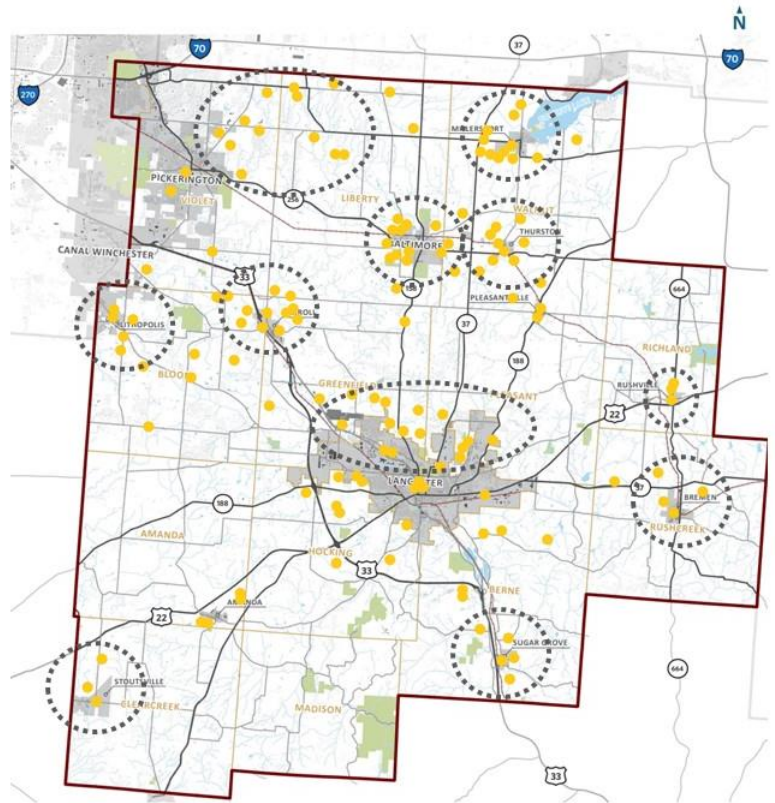 N
70
37
70
270
MILLERSPORT
PICKERINGTON
VIOLET
256
LIBERTY
WALNUT
THURSTON
BALTIMORE
CANAL WINCHESTER
33
158
PLEASANTVILLE
664
37
LITHOPOLIS
RICHLAND
188
BLOOM
GREENFIELD
RUSHVILLE
22
LANCASTER
37
188
BREMEN
RUSHCREEK
AMANDA
HOCKING
33
BERNE
AMANDA
22
SUGAR GROVE
664
STOUTSVILLE
CLEARCREEK
MADISON
33